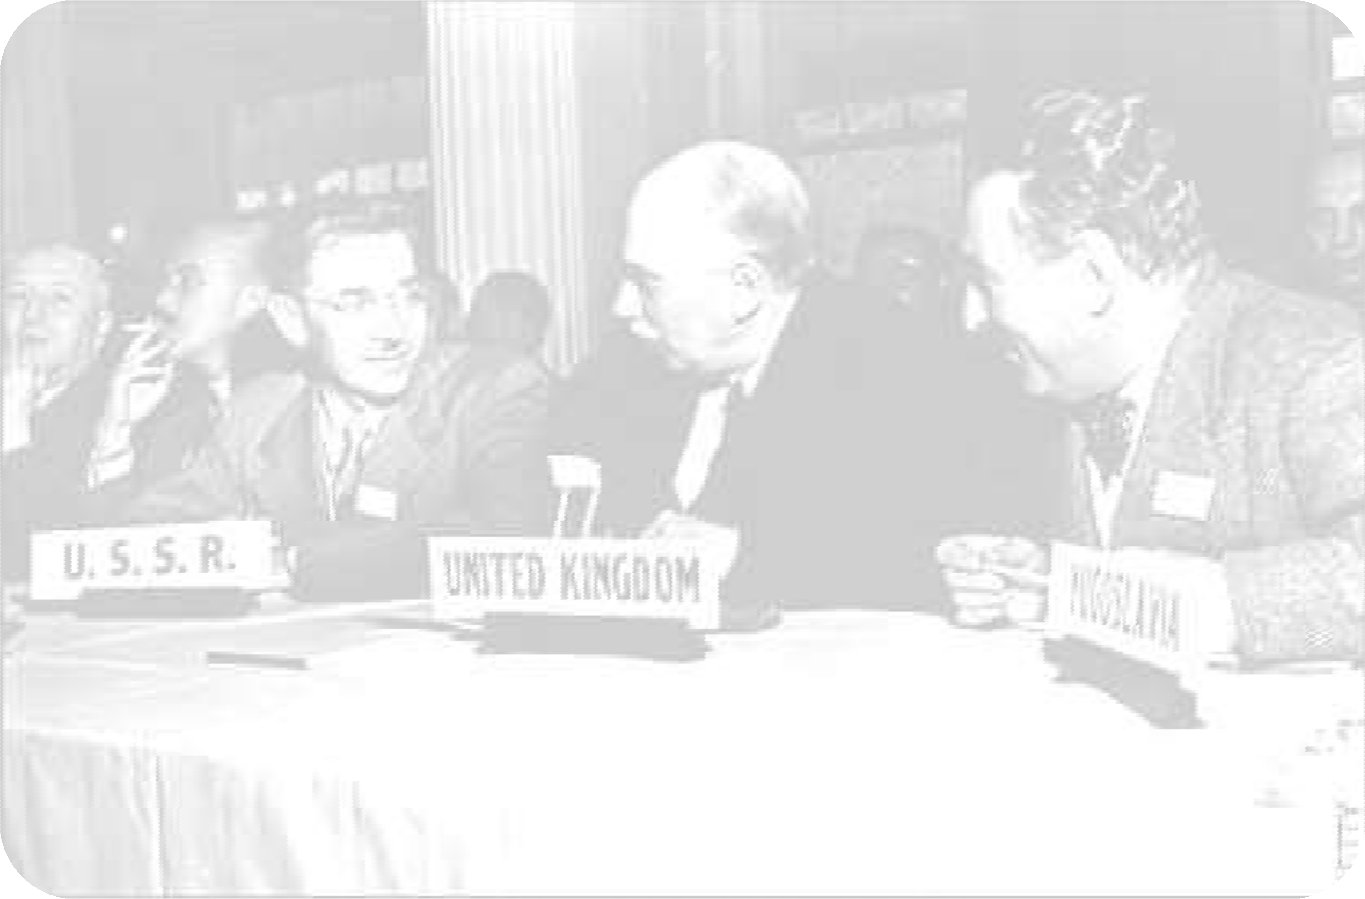 U. S. S. R.
UNITED KINGDOM
YUGOSLAVIA